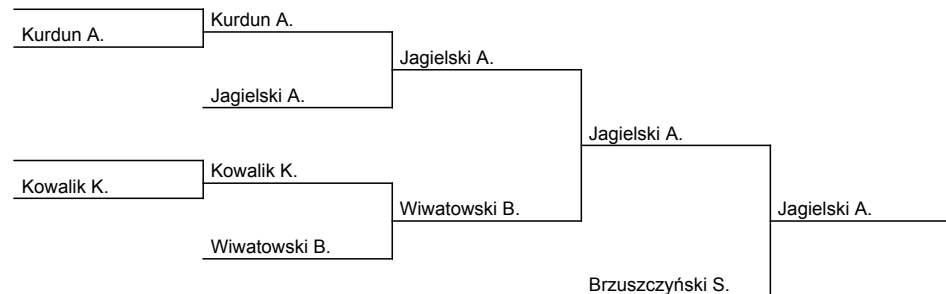 Kurdun A.
Kurdun A.
Jagielski A.
Jagielski A.
Jagielski A.
Kowalik K.
Kowalik K.
Wiwatowski B.
Jagielski A.
Wiwatowski B.
Brzuszczyński S.